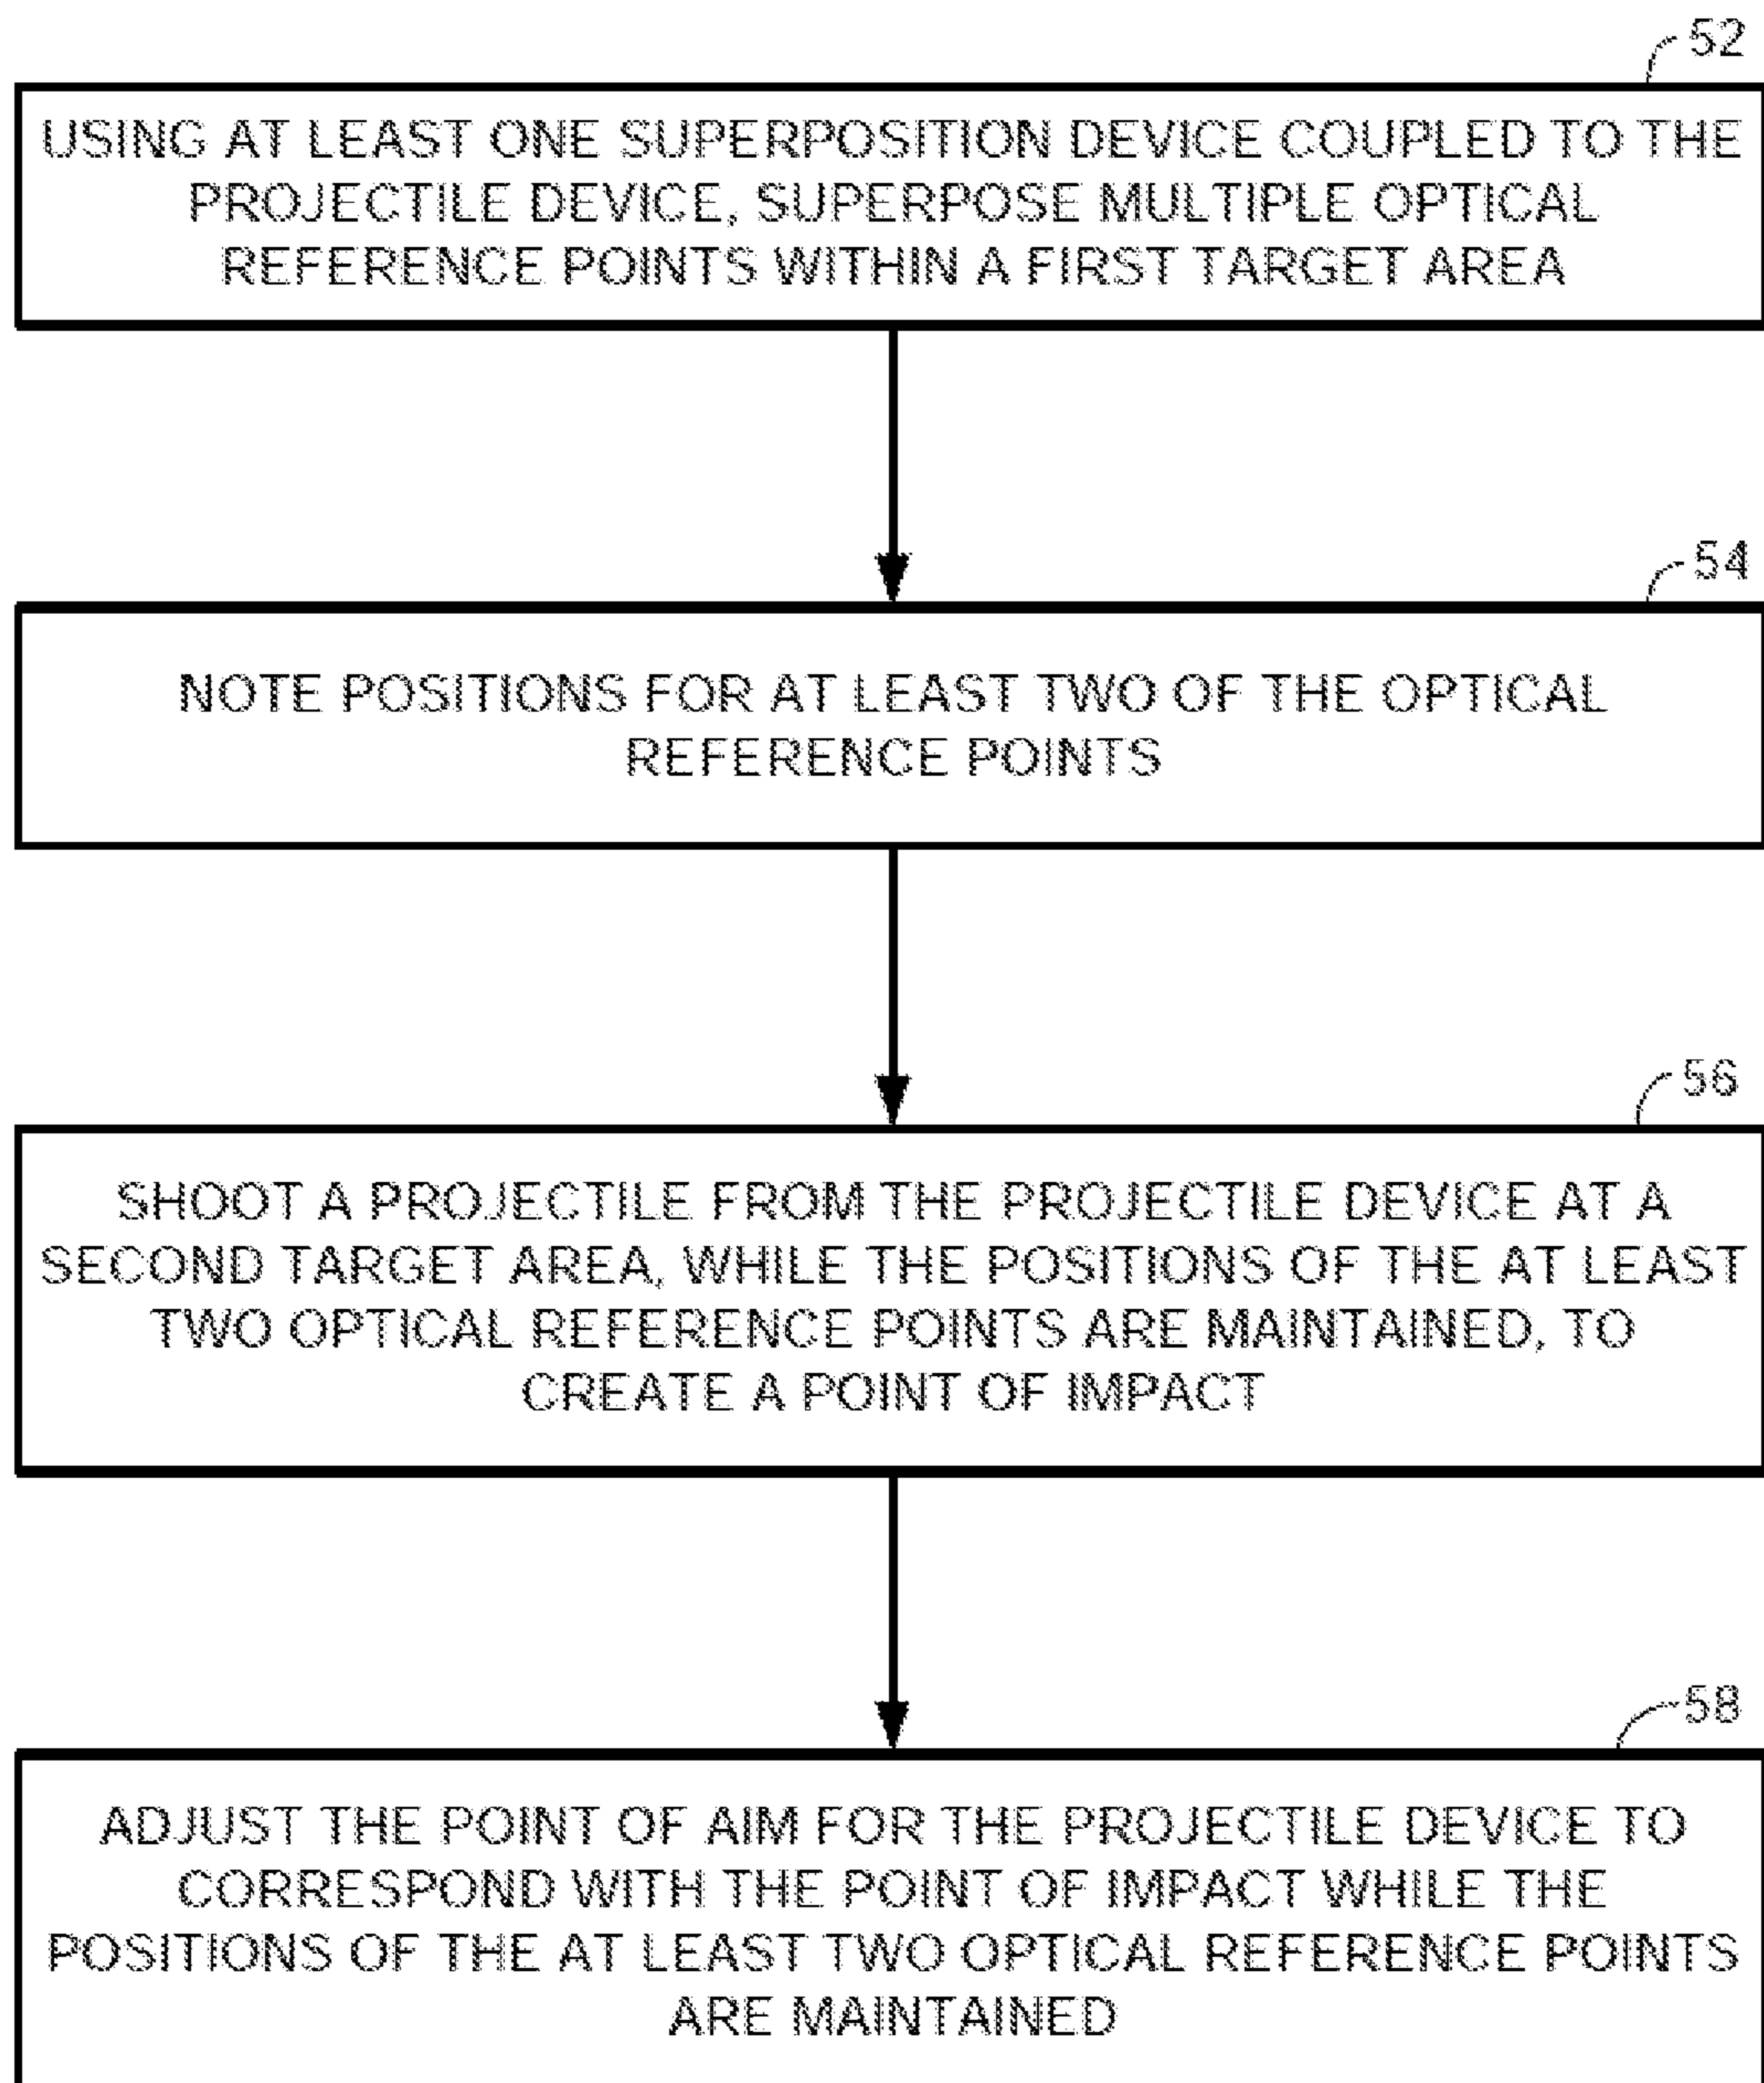 52
USING AT LEAST ONE SUPERPOSITION DEVICE COUPLED TO THE
PROJECTILE DEVICE, SUPERPOSE MULTIPLE OPTICAL
REFERENCE POINTS WITHIN A FIRST TARGET AREA
54
NOTE POSITIONS FOR AT LEAST TWO OF THE OPTICAL
REFERENCE POINTS
56
SHOOT A PROJECTILE FROM THE PROJECTILE DEVICE AT A
SECOND TARGET AREA, WHILE THE POSITIONS OF THE AT LEAST
TWO OPTICAL REFERENCE POINTS ARE MAINTAINED, TO
CREATE A POINT OF IMPACT
58
ADJUST THE POINT OF AIM FOR THE PROJECTILE DEVICE TO
CORRESPOND WITH THE POINT OF IMPACT WHILE THE
POSITIONS OF THE AT LEAST TWO OPTICAL REFERENCE POINTS
ARE MAINTAINED